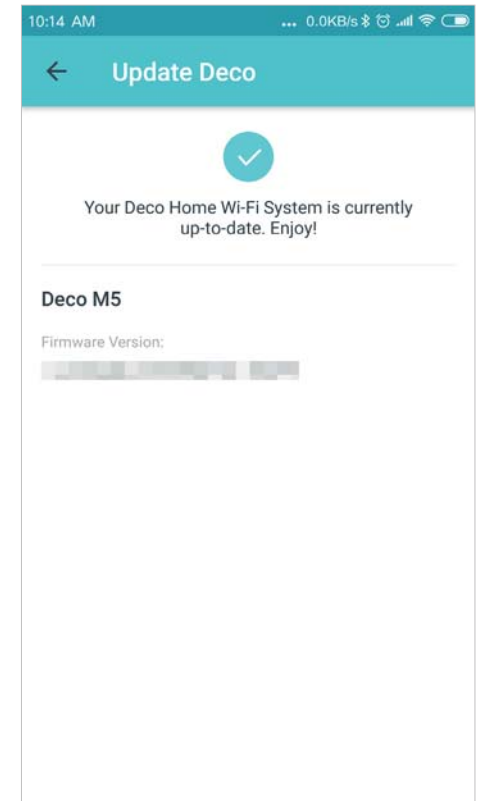 10:14 AM ... 0.0KB/s
Update Deco
Your Deco Home Wi-Fi System is currently
up-to-date. Enjoy!
Deco M5
Firmware Version: